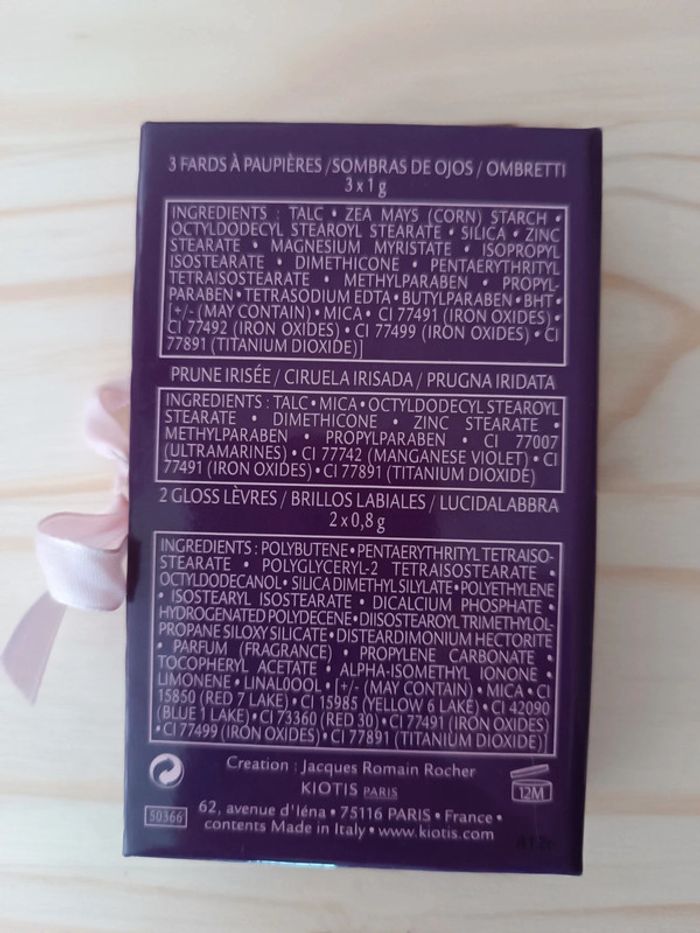 3 FARDS À PAUPIÈRES / SOMBRAS DE OJOS / OMBRETTI
3 x 1 g
INGREDIENTS : TALC • ZEA MAYS (CORN) STARCH •
OCTYLDODECYL STEAROYL STEARATE • SILICA • ZINC
STEARATE • MAGNESIUM MYRISTATE • ISOPROPYL
ISOSTEARATE • DIMETHICONE • PENTAERYTHRITYL
TETRAISOSTEARATE • METHYLPARABEN • PROPYL-
PARABEN • TETRASODIUM EDTA • BUTYLPARABEN • BHT •
[+/- (MAY CONTAIN) • MICA • CI 77491 (IRON OXIDES) •
CI 77492 (IRON OXIDES) • CI 77499 (IRON OXIDES) • CI
77891 (TITANIUM DIOXIDE)]
PRUNE IRISÉE / CIRUELA IRISADA / PRUGNA IRIDATA
INGREDIENTS : TALC • MICA • OCTYLDODECYL STEAROYL
STEARATE • DIMETHICONE • ZINC STEARATE •
METHYLPARABEN • PROPYLPARABEN • CI 77007
(ULTRAMARINES) • CI 77742 (MANGANESE VIOLET) • CI
77491 (IRON OXIDES) • CI 77891 (TITANIUM DIOXIDE)
2 GLOSS LÈVRES / BRILLOS LABIALES / LUCIDALABBRA
2 x 0,8 g
INGREDIENTS : POLYBUTENE • PENTAERYTHRITYL TETRAISO-
STEARATE • POLYGLYCERYL-2 TETRAISOSTEARATE •
OCTYLDODECANOL • SILICA DIMETHYL SILYLATE • POLYETHYLENE
• ISOSTEARYL ISOSTEARATE • DICALCIUM PHOSPHATE •
HYDROGENATED POLYDECENE • DIISOSTEAROYL TRIMETHYLOL-
PROPANE SILOXY SILICATE • DISTEARDIMONIUM HECTORITE
• PARFUM (FRAGRANCE) • PROPYLENE CARBONATE •
TOCOPHERYL ACETATE • ALPHA-ISOMETHYL IONONE •
LIMONENE • LINAL0OOL • [+/- (MAY CONTAIN) • MICA • CI
15850 (RED 7 LAKE) • CI 15985 (YELLOW 6 LAKE) • CI 42090
(BLUE 1 LAKE) • CI 73360 (RED 30) • CI 77491 (IRON OXIDES)
• CI 77499 (IRON OXIDES) • CI 77891 (TITANIUM DIOXIDE)]
Creation : Jacques Romain Rocher
KIOTIS PARIS
12M
50366
62, avenue d'Iéna • 75116 PARIS • France •
contents Made in Italy • www.kiotis.com